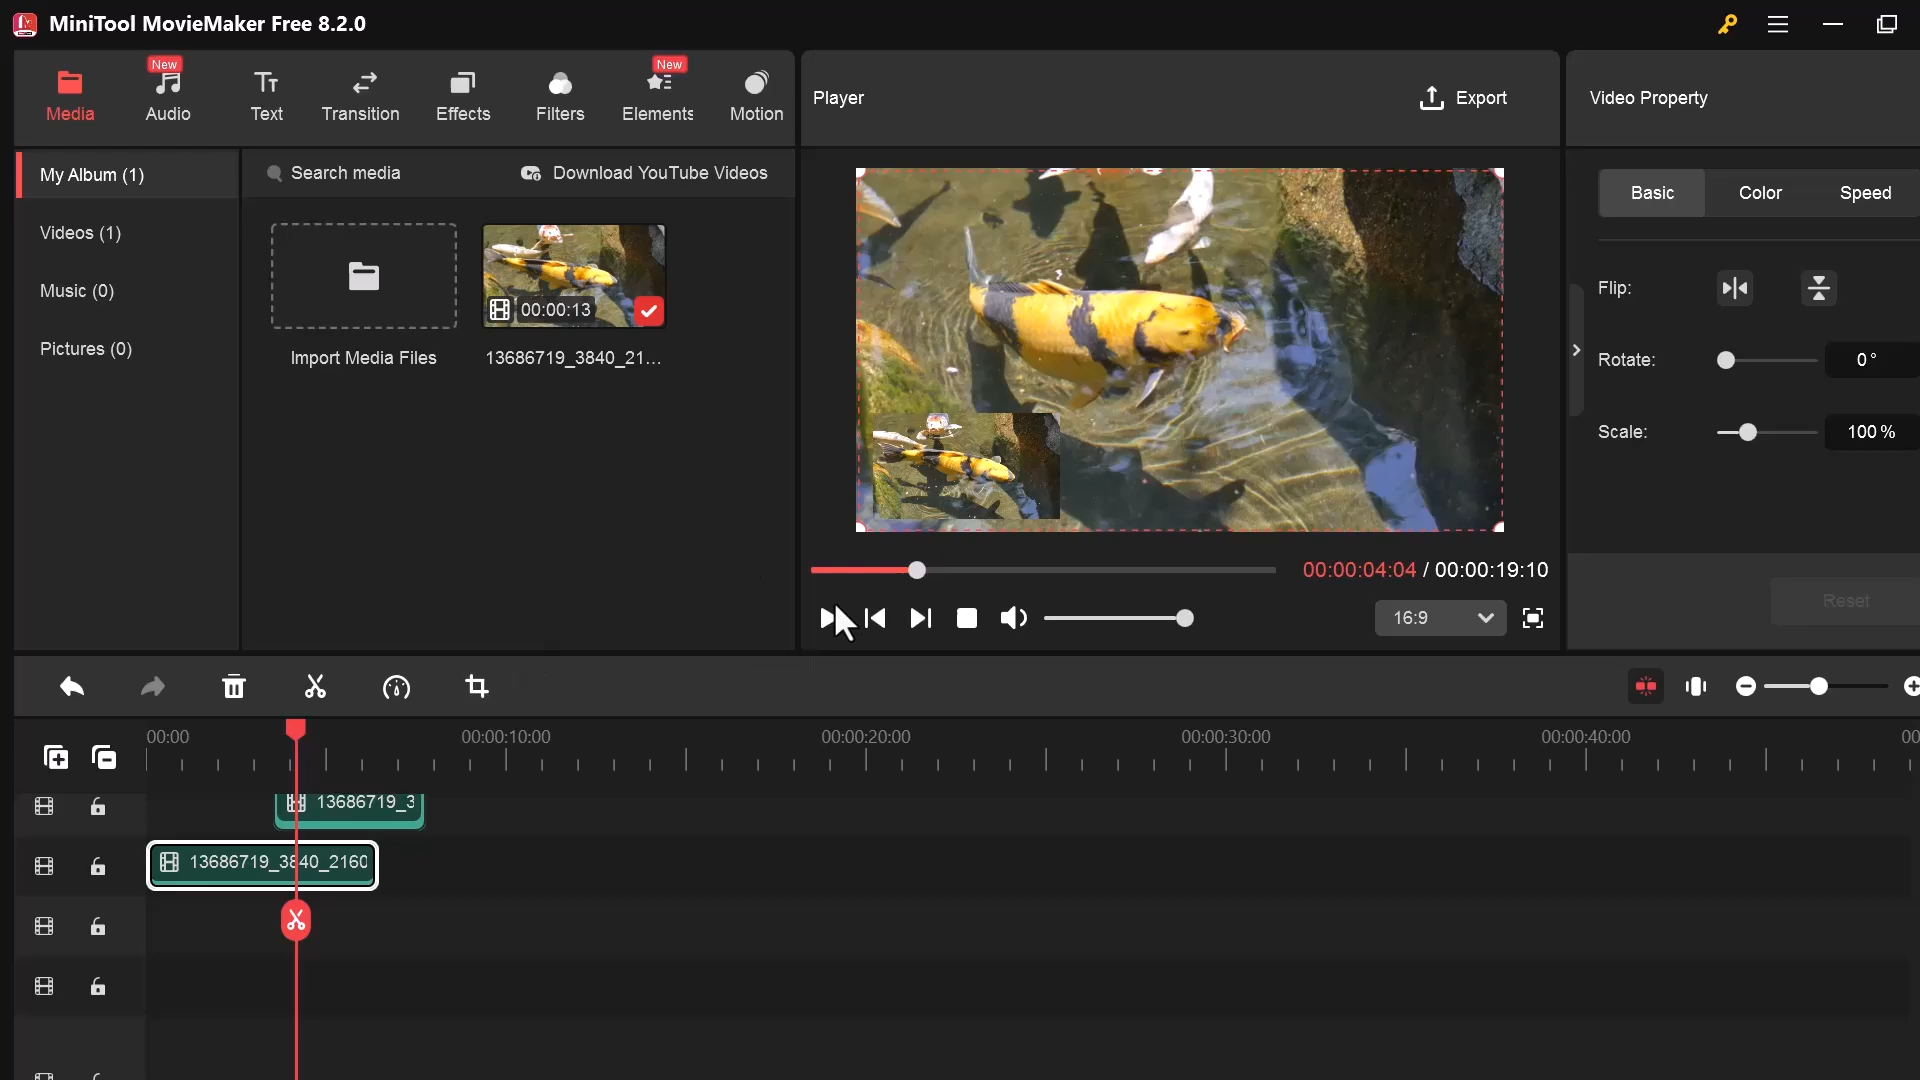 MiniTool MovieMaker Free 8.2.0
New
New
Media
Audio
Text
Transition
Effects
Filters
Elements
Motion
Player
Export
Video Property
My Album (1)
Search media
Download YouTube Videos
Basic
Color
Speed
Videos (1)
Music (0)
Pictures (0)
00:00:13
Import Media Files
13686719_3840_21...
Flip:
Rotate:
0°
Scale:
100%
00:00:04:04 / 00:00:19:10
16:9
Reset
00:00
00:00:10:00
00:00:20:00
00:00:30:00
00:00:40:00
00
13686719_3
13686719_3840_2160